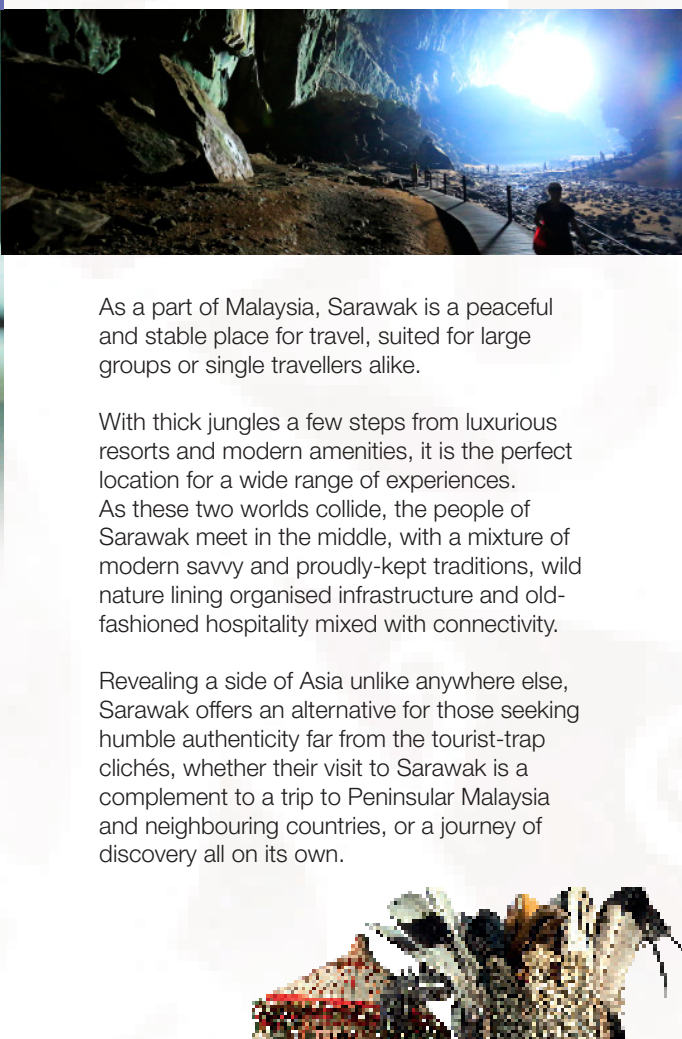 As a part of Malaysia, Sarawak is a peaceful
and stable place for travel, suited for large
groups or single travellers alike.
With thick jungles a few steps from luxurious
resorts and modern amenities, it is the perfect
location for a wide range of experiences.
As these two worlds collide, the people of
Sarawak meet in the middle, with a mixture of
modern savvy and proudly-kept traditions, wild
nature lining organised infrastructure and old-
fashioned hospitality mixed with connectivity.
Revealing a side of Asia unlike anywhere else,
Sarawak offers an alternative for those seeking
humble authenticity far from the tourist-trap
clichés, whether their visit to Sarawak is a
complement to a trip to Peninsular Malaysia
and neighbouring countries, or a journey of
discovery all on its own.